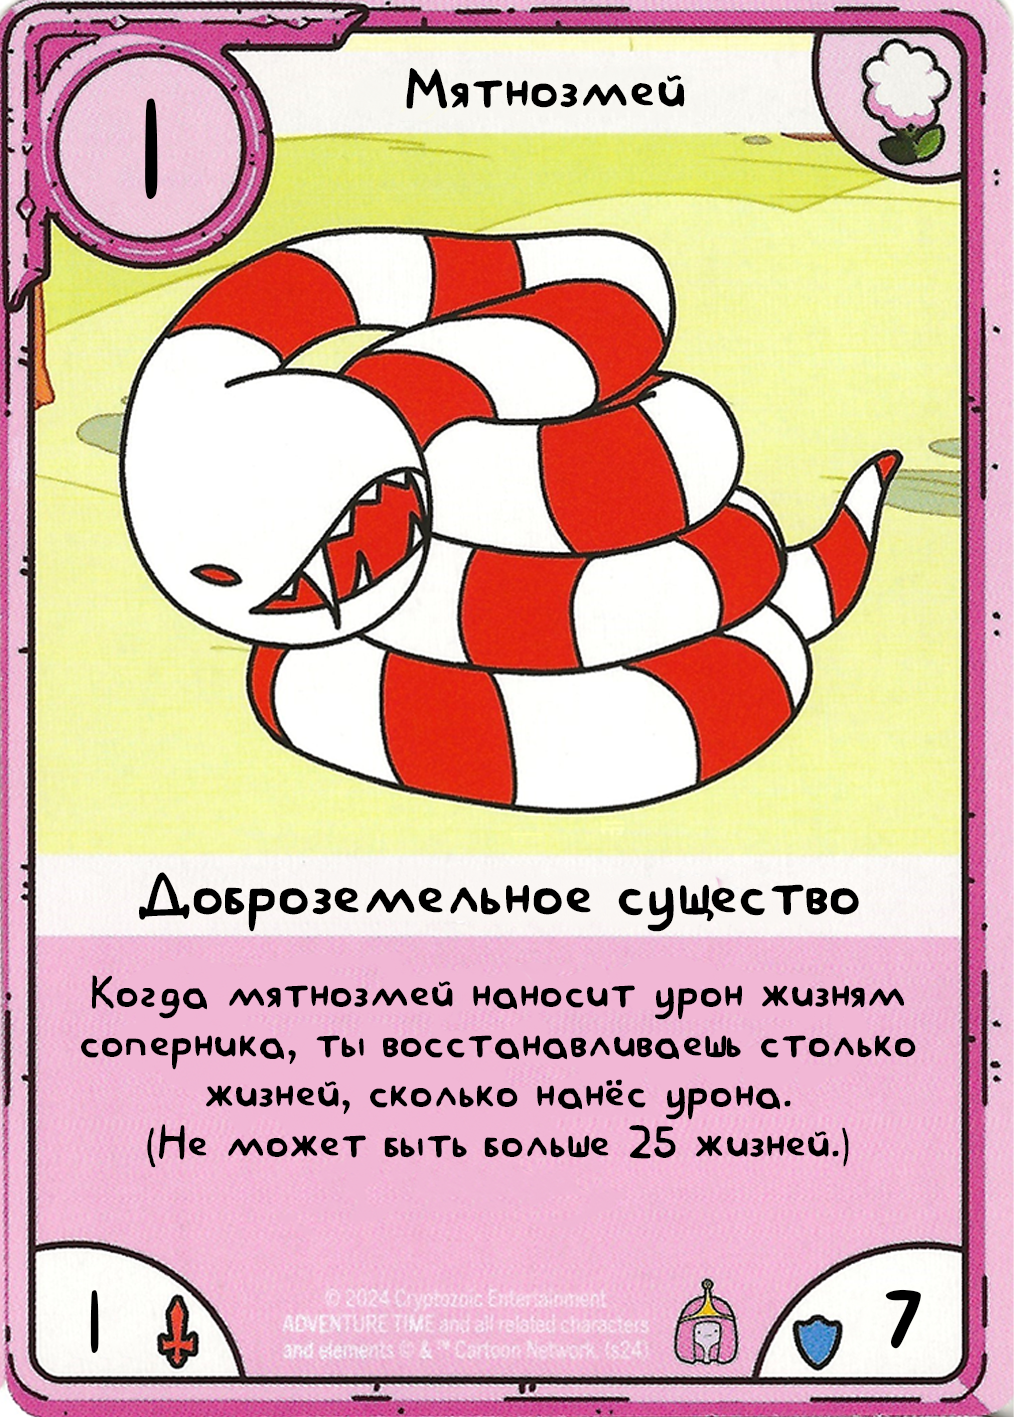 1
Мятнозмей
Доброземельное существо
Когда мятнозмей наносит урон жизням
соперника, ты восстанавливаешь столько
жизней, сколько нанёс урона.
(Не может быть больше 25 жизней.)
1
© 2024 Cryptozoic Entertainment
ADVENTURE TIME and all related characters
and elements © & ™ Cartoon Network. (s24)
7